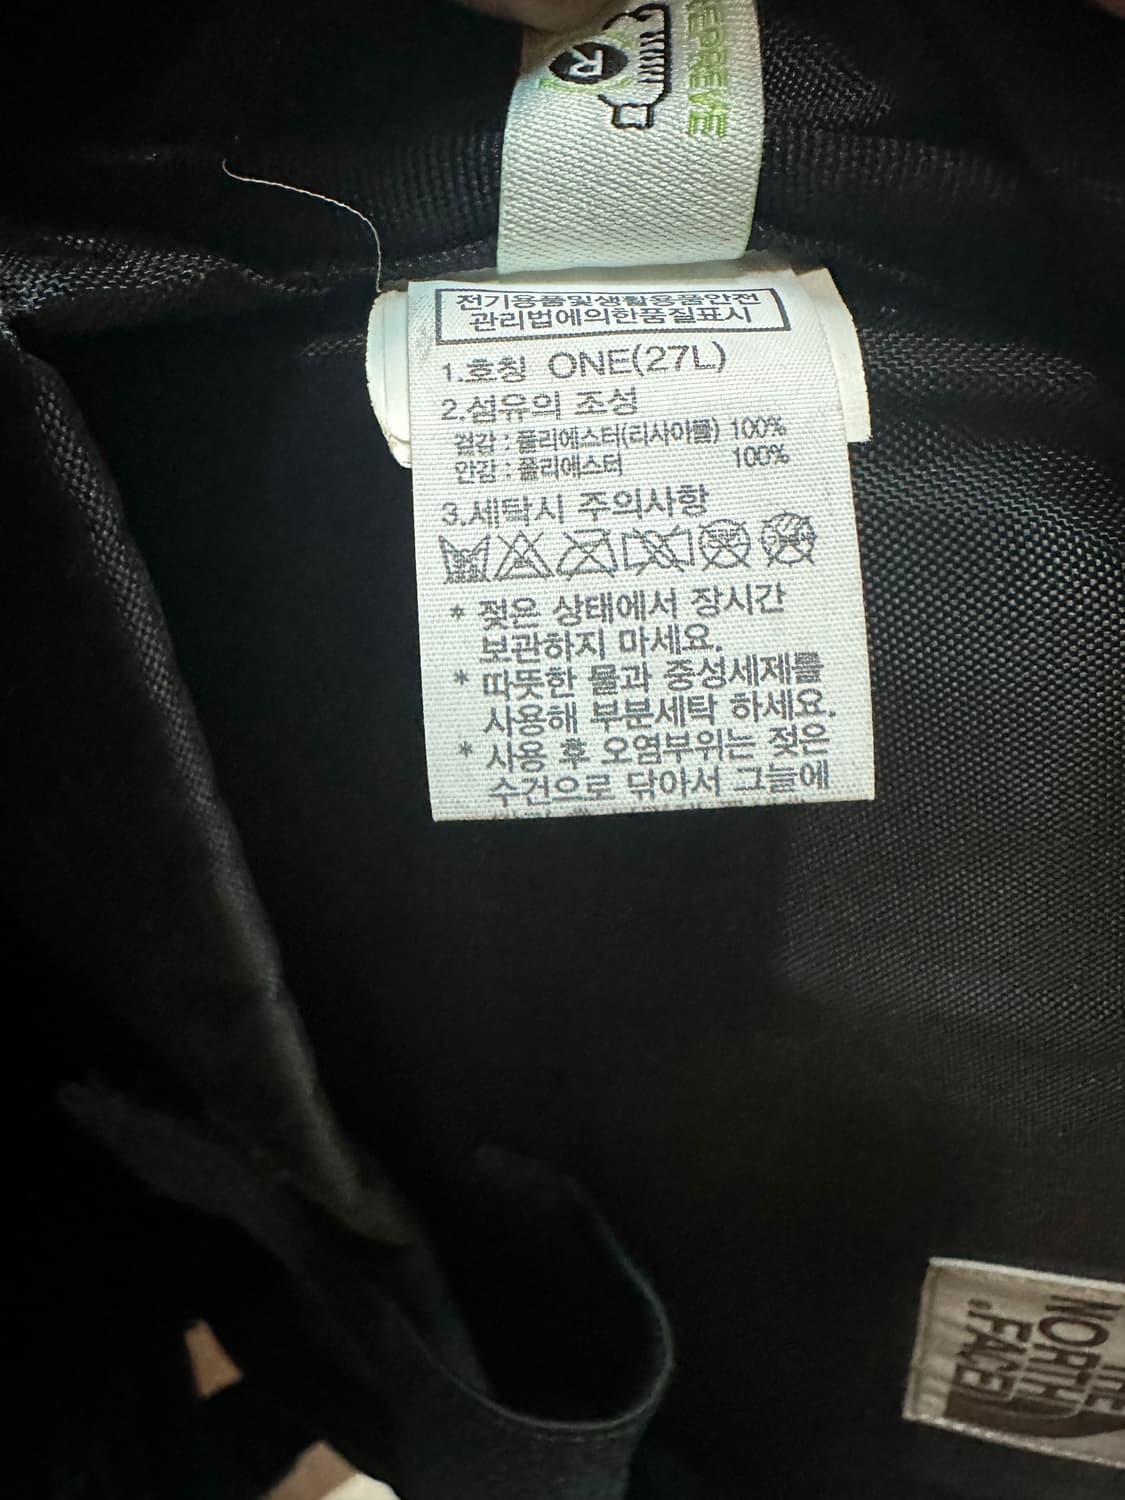 REPREVE
R
전기용품및생활용품안전
관리법에의한품질표시
1.호칭 ONE(27L)
2.섬유의 조성
겉감 : 폴리에스터(리사이클) 100%
안감 : 폴리에스터 100%
3.세탁시 주의사항
* 젖은 상태에서 장시간
보관하지 마세요.
* 따뜻한 물과 중성세제를
사용해 부분세탁 하세요.
* 사용 후 오염부위는 젖은
수건으로 닦아서 그늘에
THE
NORTH
FACE